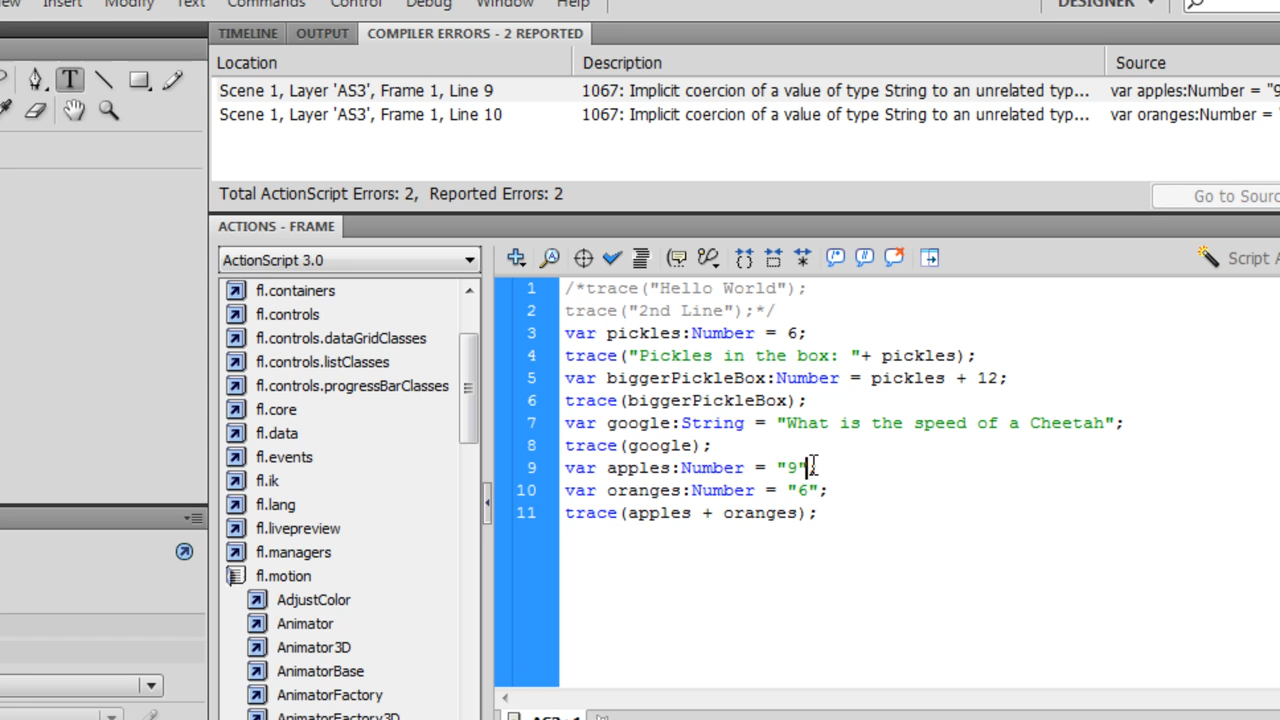 Insert Modify Text Commands Control Debug Window Help DESIGNER
TIMELINE OUTPUT COMPILER ERRORS - 2 REPORTED
Location Description Source
Scene 1, Layer 'AS3', Frame 1, Line 9 1067: Implicit coercion of a value of type String to an unrelated typ... var apples:Number = "9
Scene 1, Layer 'AS3', Frame 1, Line 10 1067: Implicit coercion of a value of type String to an unrelated typ... var oranges:Number =
Total ActionScript Errors: 2, Reported Errors: 2
Go to Sourc
ACTIONS - FRAME
ActionScript 3.0
Script A
fl.containers
fl.controls
fl.controls.dataGridClasses
fl.controls.listClasses
fl.controls.progressBarClasses
fl.core
fl.data
fl.events
fl.ik
fl.lang
fl.livepreview
fl.managers
fl.motion
AdjustColor
Animator
Animator3D
AnimatorBase
AnimatorFactory
AnimatorFactory3D
1 /*trace("Hello World");
2 trace("2nd Line");*/
3 var pickles:Number = 6;
4 trace("Pickles in the box: "+ pickles);
5 var biggerPickleBox:Number = pickles + 12;
6 trace(biggerPickleBox);
7 var google:String = "What is the speed of a Cheetah";
8 trace(google);
9 var apples:Number = "9";
10 var oranges:Number = "6";
11 trace(apples + oranges);